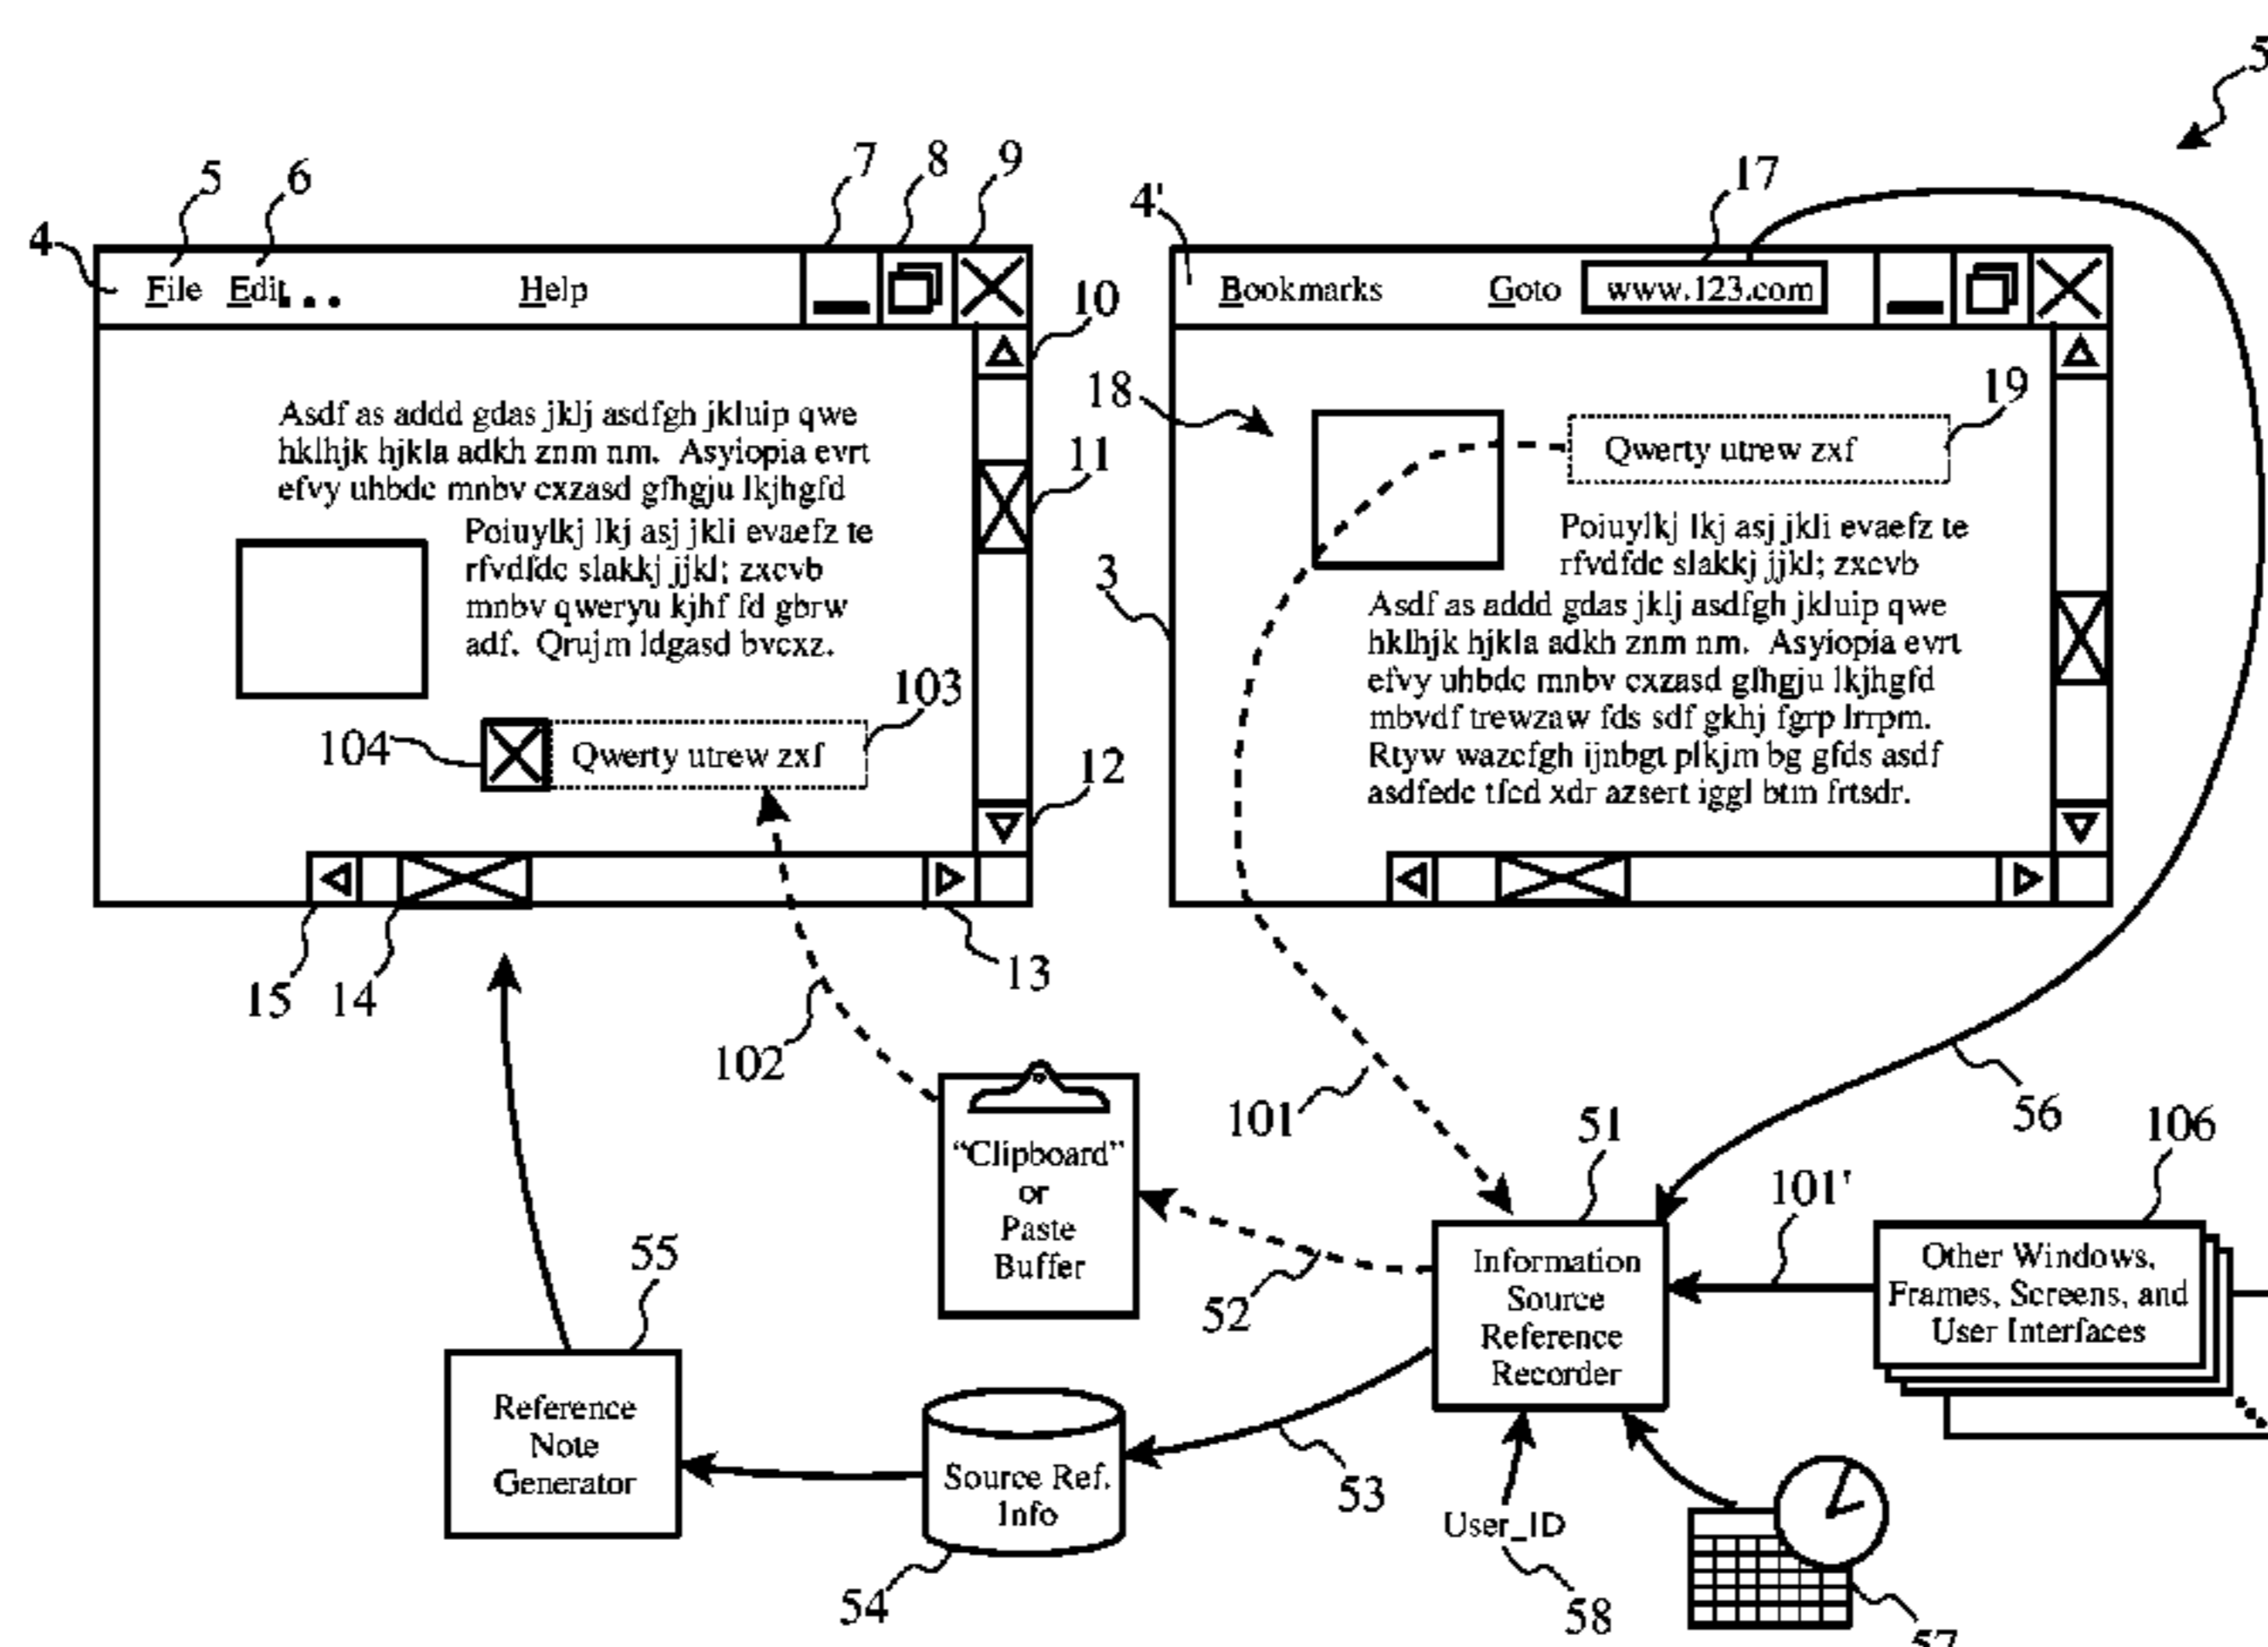 5
5 6 7 8 9 17
4 4'
File Edit... Help
Bookmarks Goto www.123.com
10
11
12
Asdf as addd gdas jklj asdfgh jkluip qwe
hklhjk hjkla adkh znm nm. Asyiopia evrt
efvy uhbdc mnbv cxzasd gfhgju lkjhgfd
Poiuylkj lkj asj jkli evaefz te
rfvdfdc slakkj jjkl; zxcvb
mnbv qweryu kjhf fd gbrw
adf. Qrujm ldgasd bvcxz.
103
104
Qwerty utrew zxf
15 14 13
18
19
Qwerty utrew zxf
3
Poiuylkj lkj asj jkli evaefz te
rfvdfdc slakkj jjkl; zxcvb
Asdf as addd gdas jklj asdfgh jkluip qwe
hklhjk hjkla adkh znm nm. Asyiopia evrt
efvy uhbdc mnbv cxzasd gfhgju lkjhgfd
mbvdf trewzaw fds sdf gkhj fgrp lrrpm.
Rtyw wazcfgh ijnbgt plkjm bg gfds asdf
asdfedc tfcd xdr azsert iggl btm frtsdr.
102
101
56
"Clipboard"
or
Paste
Buffer
52
51
Information
Source
Reference
Recorder
101'
106
Other Windows,
Frames, Screens, and
User Interfaces
55
Reference
Note
Generator
Source Ref.
Info
54
53
User_ID
58
57